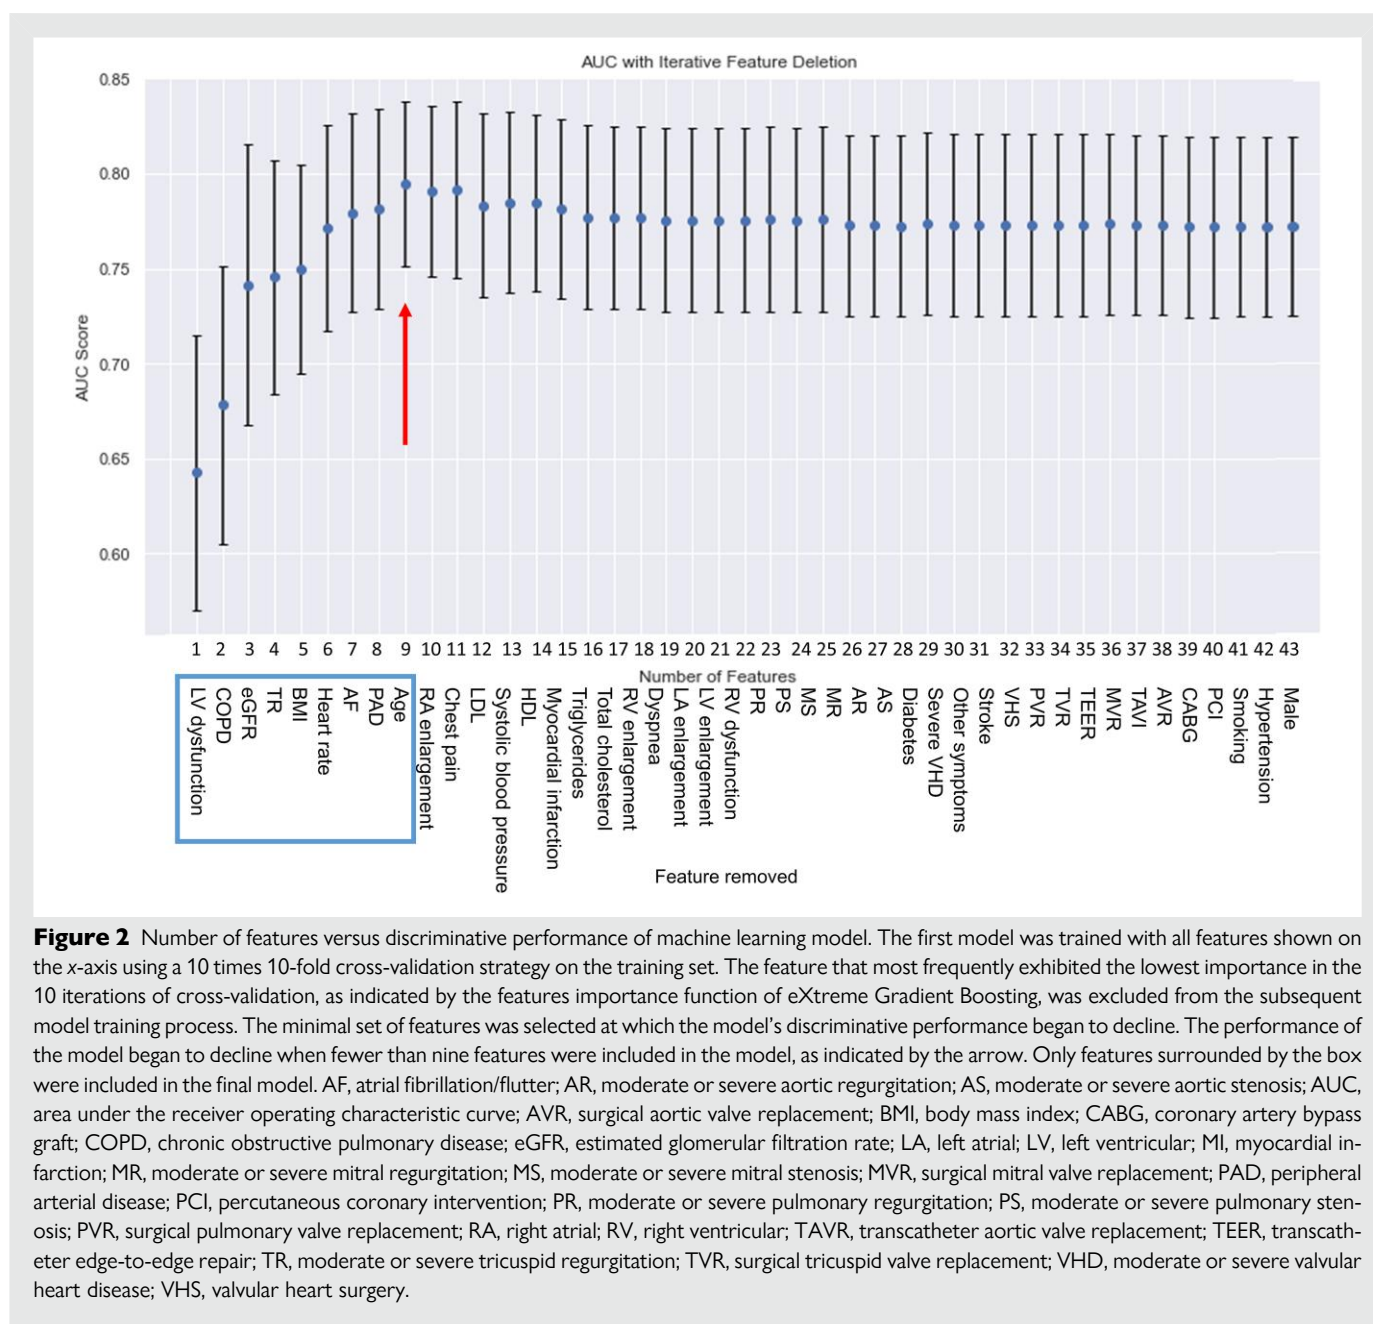 AUC with Iterative Feature Deletion
0.85
0.80
0.75
0.70
0.65
0.60
AUC Score
1 2 3 4 5 6 7 8 9 10 11 12 13 14 15 16 17 18 19 20 21 22 23 24 25 26 27 28 29 30 31 32 33 34 35 36 37 38 39 40 41 42 43
Number of Features
LV dysfunction
COPD
eGFR
TR
BMI
Heart rate
AF
PAD
Age
RA enlargement
Chest pain
LDL
Systolic blood pressure
HDL
Myocardial infarction
Triglycerides
Total cholesterol
RV enlargement
Dyspnea
LA enlargement
LV enlargement
RV dysfunction
PR
PS
MS
MR
AR
AS
Diabetes
Severe VHD
Other symptoms
Stroke
VHS
PVR
TVR
TEER
MVR
TAVI
AVR
CABG
PCI
Smoking
Hypertension
Male
Feature removed
Figure 2 Number of features versus discriminative performance of machine learning model. The first model was trained with all features shown on
the x-axis using a 10 times 10-fold cross-validation strategy on the training set. The feature that most frequently exhibited the lowest importance in the
10 iterations of cross-validation, as indicated by the features importance function of eXtreme Gradient Boosting, was excluded from the subsequent
model training process. The minimal set of features was selected at which the model's discriminative performance began to decline. The performance of
the model began to decline when fewer than nine features were included in the model, as indicated by the arrow. Only features surrounded by the box
were included in the final model. AF, atrial fibrillation/flutter; AR, moderate or severe aortic regurgitation; AS, moderate or severe aortic stenosis; AUC,
area under the receiver operating characteristic curve; AVR, surgical aortic valve replacement; BMI, body mass index; CABG, coronary artery bypass
graft; COPD, chronic obstructive pulmonary disease; eGFR, estimated glomerular filtration rate; LA, left atrial; LV, left ventricular; MI, myocardial in-
farction; MR, moderate or severe mitral regurgitation; MS, moderate or severe mitral stenosis; MVR, surgical mitral valve replacement; PAD, peripheral
arterial disease; PCI, percutaneous coronary intervention; PR, moderate or severe pulmonary regurgitation; PS, moderate or severe pulmonary sten-
osis; PVR, surgical pulmonary valve replacement; RA, right atrial; RV, right ventricular; TAVR, transcatheter aortic valve replacement; TEER, transcath-
eter edge-to-edge repair; TR, moderate or severe tricuspid regurgitation; TVR, surgical tricuspid valve replacement; VHD, moderate or severe valvular
heart disease; VHS, valvular heart surgery.